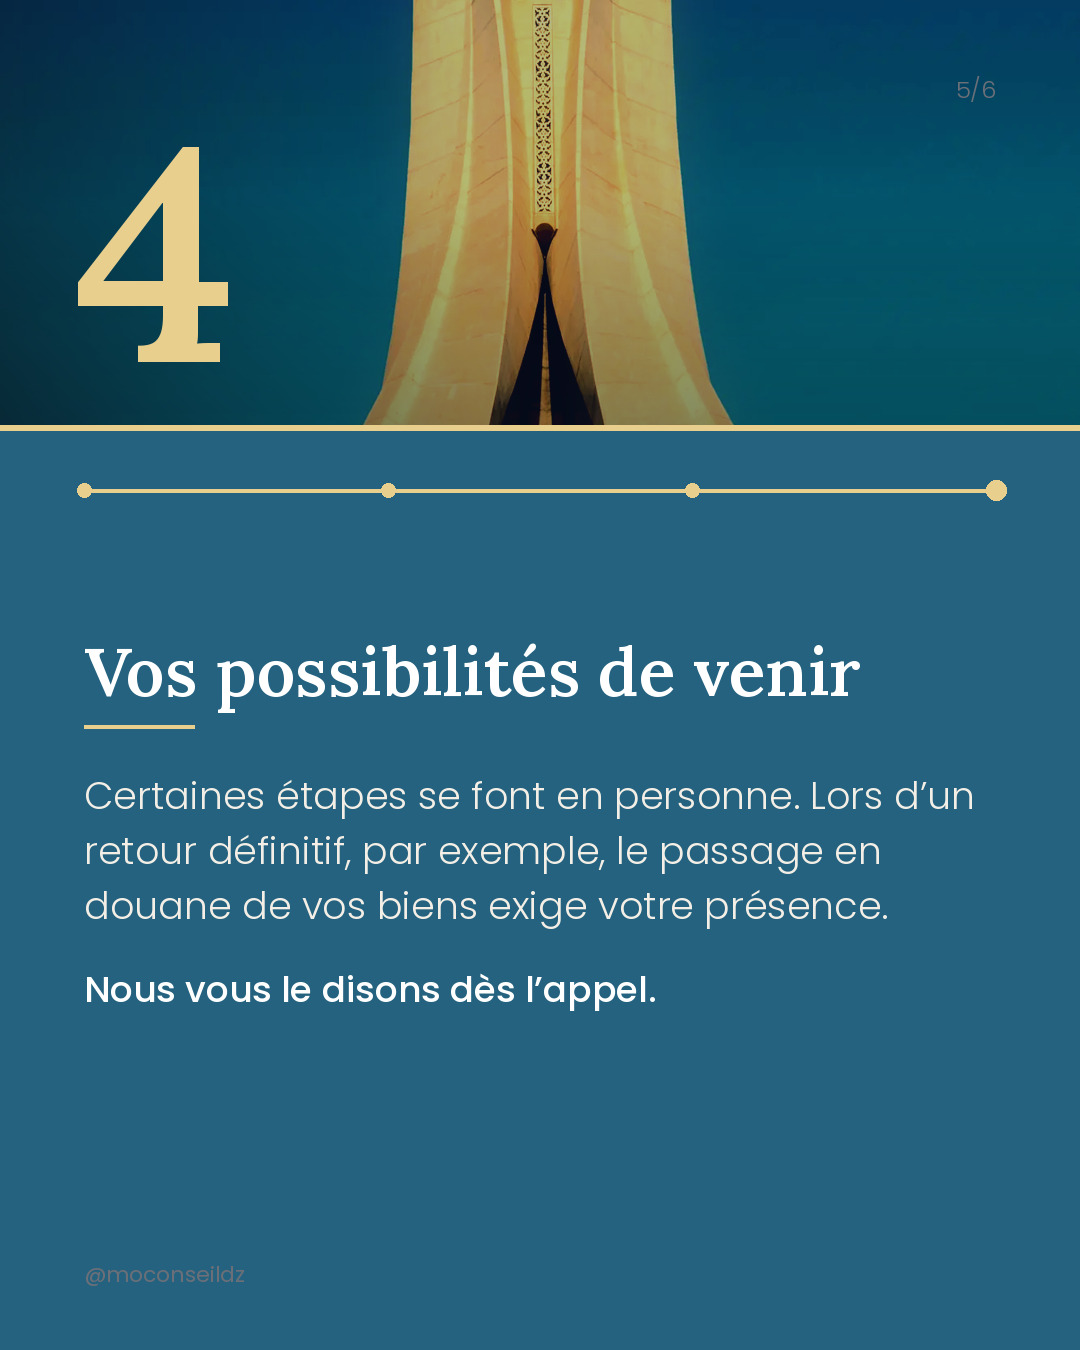 5/6
4
Vos possibilités de venir
Certaines étapes se font en personne. Lors d’un
retour définitif, par exemple, le passage en
douane de vos biens exige votre présence.
Nous vous le disons dès l’appel.
@moconseildz